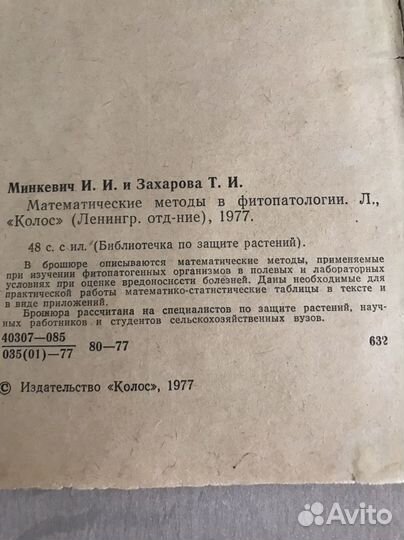 Минкевич И. И. и Захарова Т. И.
Математические методы в фитопатологии. Л.,
«Колос» (Ленингр. отд-ние), 1977.
48 с. с ил. (Библиотечка по защите растений).
В брошюре описываются математические методы, применяемые
при изучении фитопатогенных организмов в полевых и лабораторных
условиях при оценке вредоносности болезней. Даны необходимые для
практической работы математико-статистические таблицы в тексте и
в виде приложений.
Брошюра рассчитана на специалистов по защите растений, науч-
ных работников и студентов сельскохозяйственных вузов.
40307—085
035(01)—77 80—77 632
© Издательство «Колос», 1977
Avito